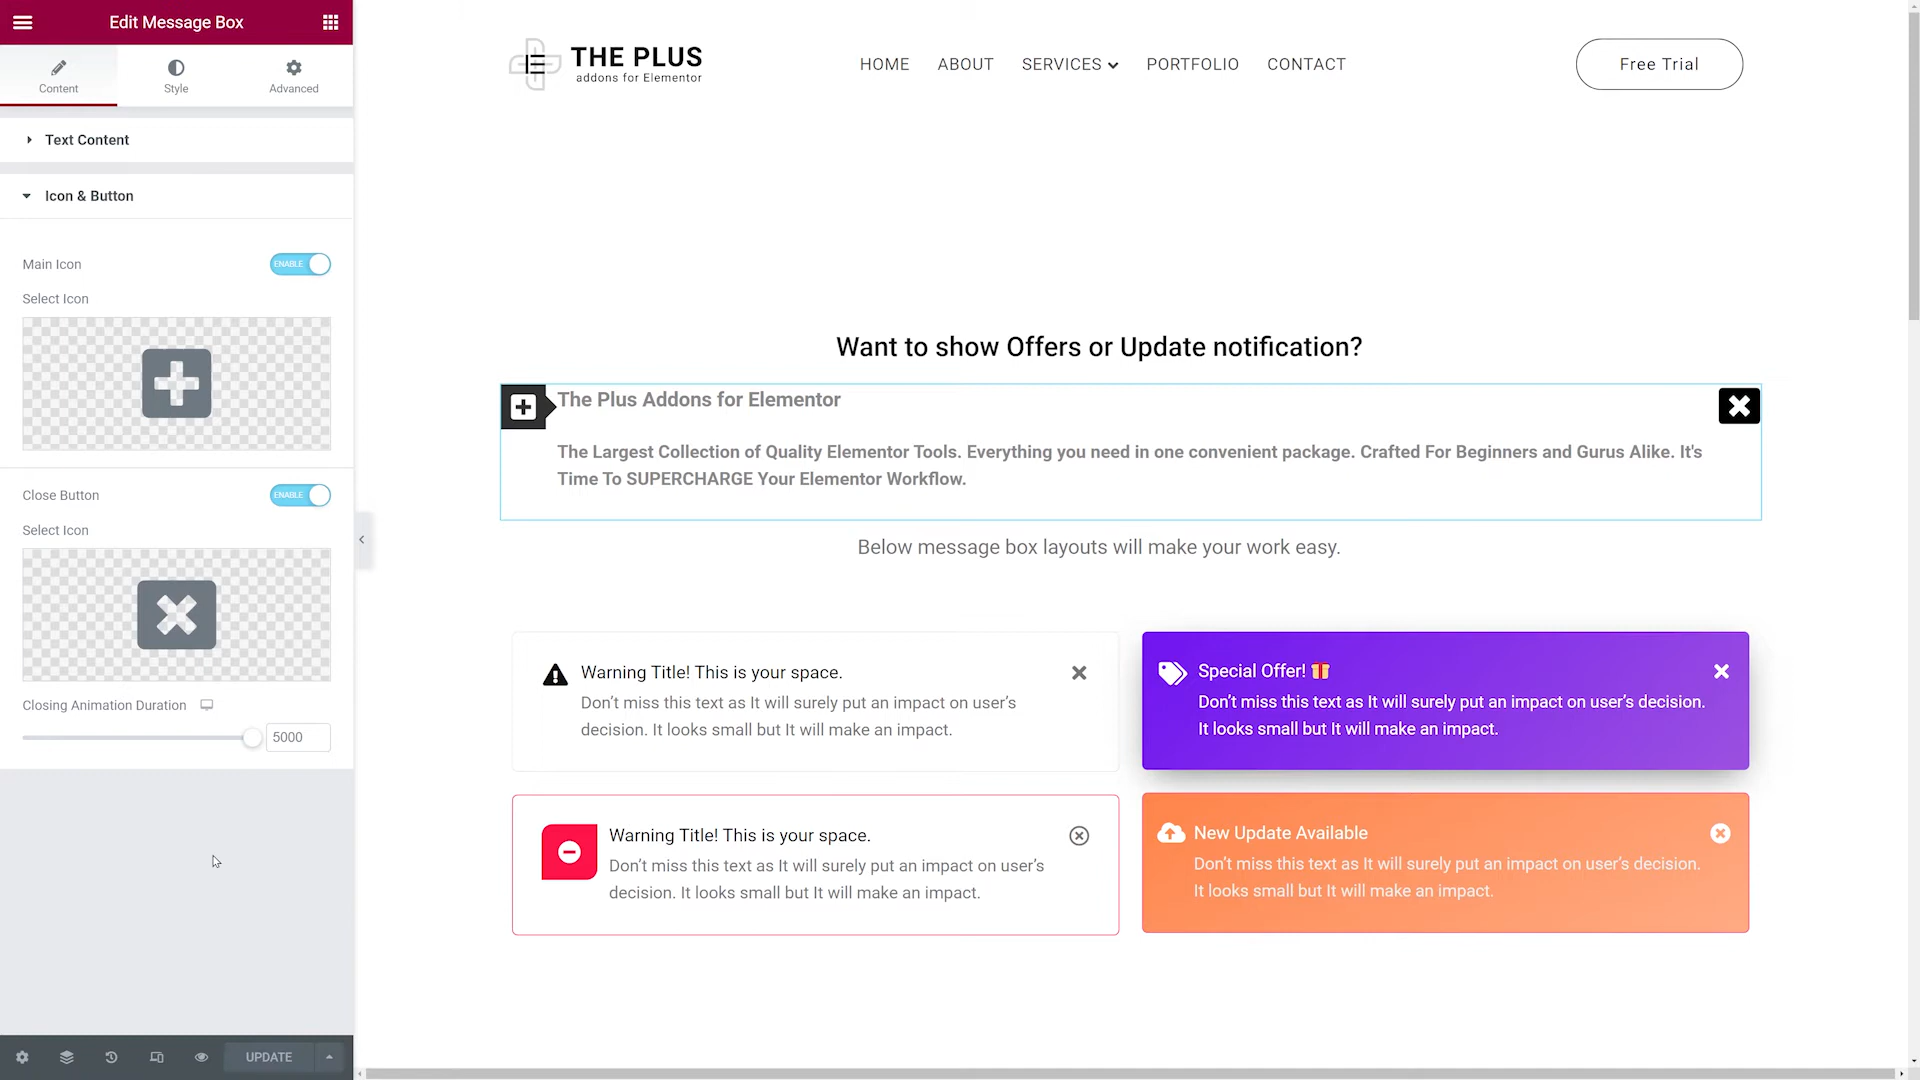 Edit Message Box
Content
Style
Advanced
Text Content
Icon & Button
Main Icon
ENABLE
Select Icon
Close Button
ENABLE
Select Icon
Closing Animation Duration
5000
UPDATE
THE PLUS
addons for Elementor
HOME
ABOUT
SERVICES
PORTFOLIO
CONTACT
Free Trial
Want to show Offers or Update notification?
The Plus Addons for Elementor
The Largest Collection of Quality Elementor Tools. Everything you need in one convenient package. Crafted For Beginners and Gurus Alike. It's
Time To SUPERCHARGE Your Elementor Workflow.
Below message box layouts will make your work easy.
Warning Title! This is your space.
Don’t miss this text as It will surely put an impact on user’s
decision. It looks small but It will make an impact.
Special Offer! 🎁
Don’t miss this text as It will surely put an impact on user’s decision.
It looks small but It will make an impact.
Warning Title! This is your space.
Don’t miss this text as It will surely put an impact on user’s
decision. It looks small but It will make an impact.
New Update Available
Don’t miss this text as It will surely put an impact on user’s decision.
It looks small but It will make an impact.